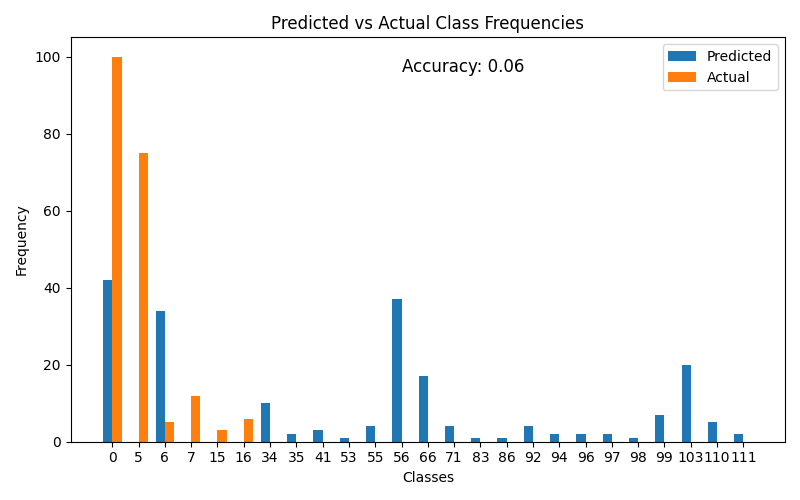 Predicted vs Actual Class Frequencies
Accuracy: 0.06
Predicted
Actual
100
80
60
40
20
0
Frequency
0 5 6 7 15 16 34 35 41 53 55 56 66 71 83 86 92 94 96 97 98 99 103 110 111
Classes